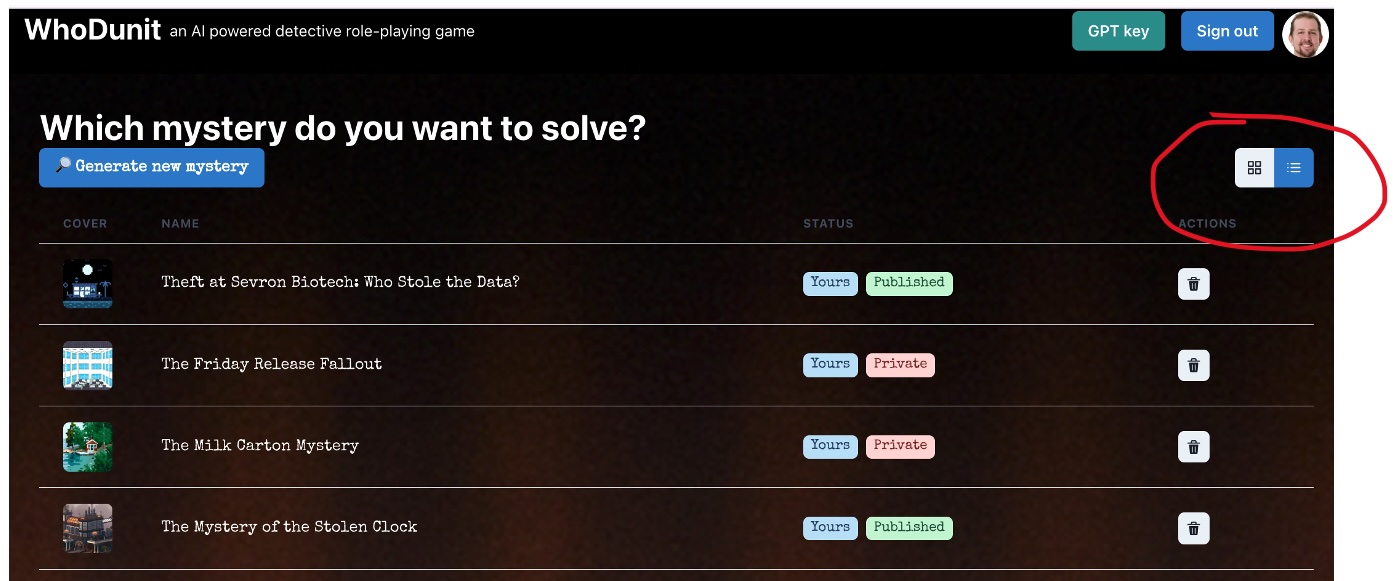 WhoDunit an AI powered detective role-playing game GPT key Sign out
Which mystery do you want to solve?
Generate new mystery
COVER NAME STATUS ACTIONS
Theft at Sevron Biotech: Who Stole the Data? Yours Published
The Friday Release Fallout Yours Private
The Milk Carton Mystery Yours Private
The Mystery of the Stolen Clock Yours Published